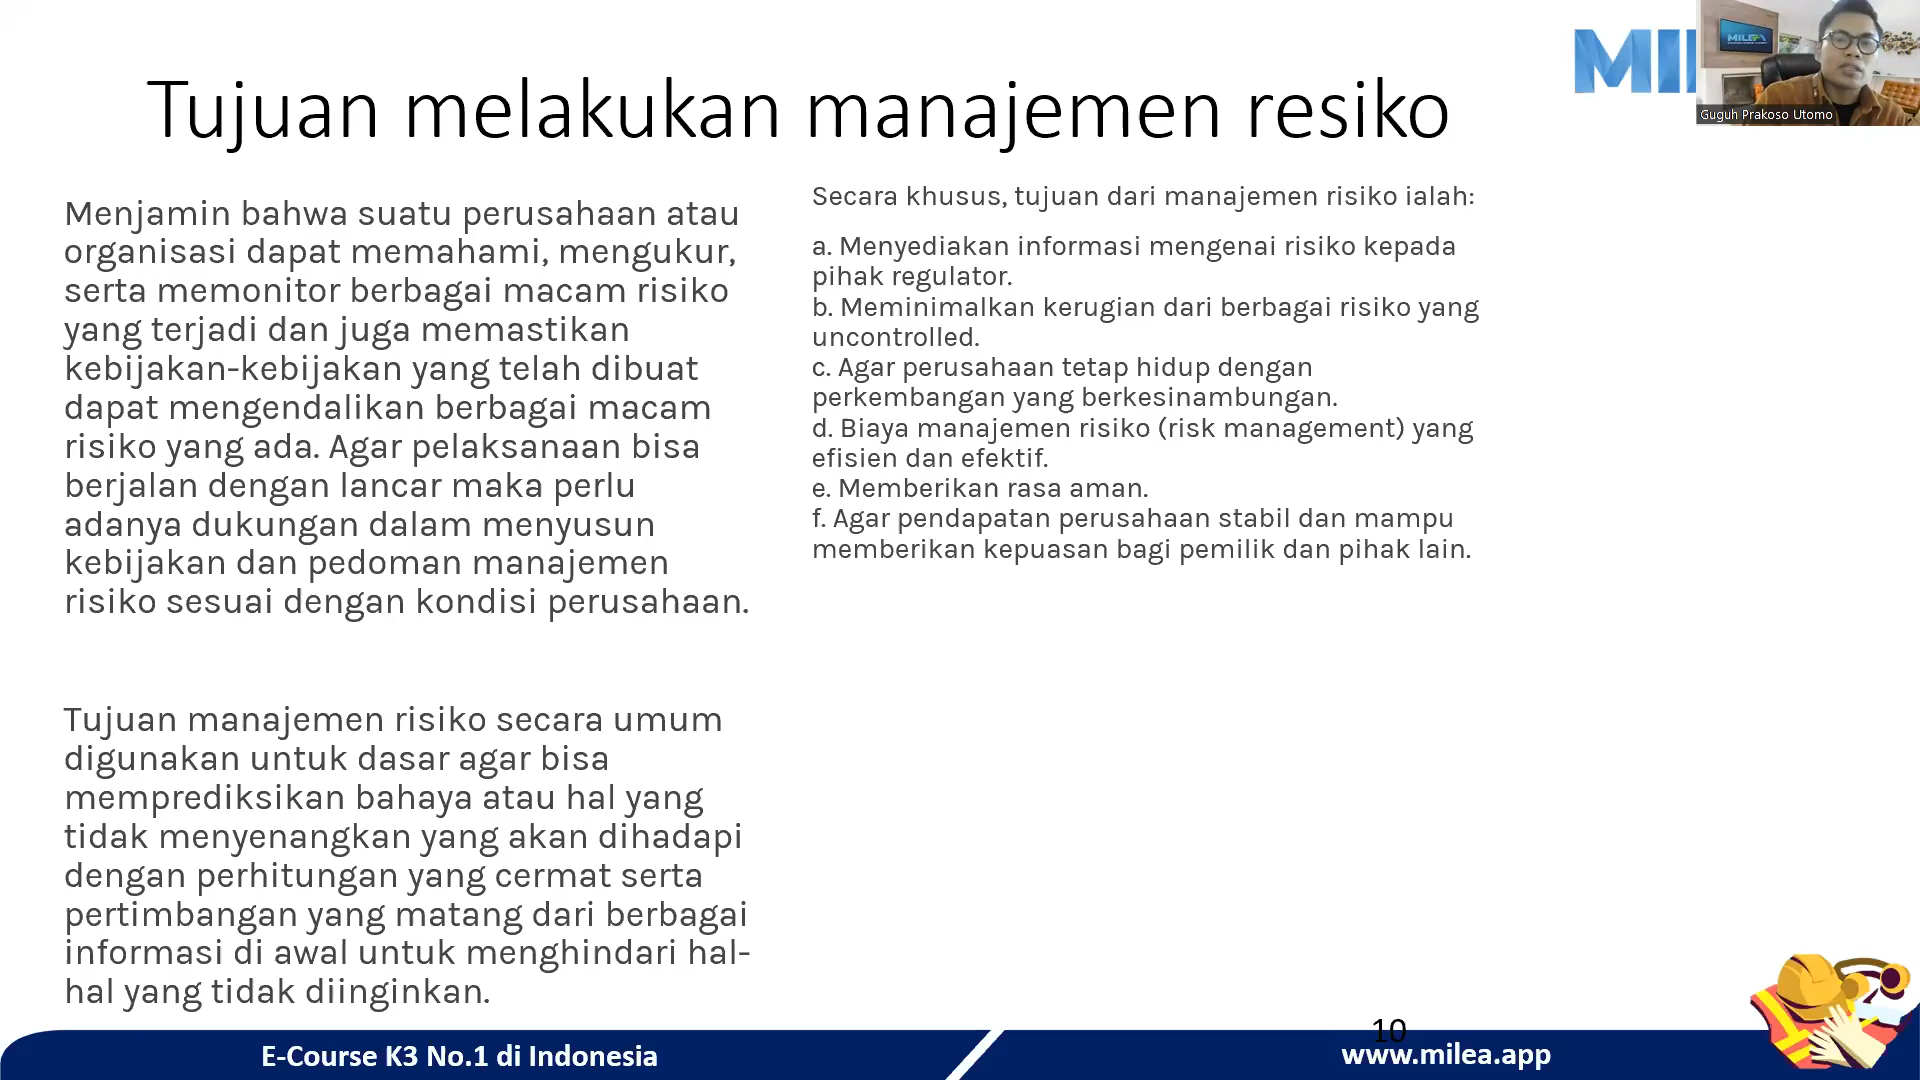 Tujuan melakukan manajemen resiko
MILEA
Guguh Prakoso Utomo
Menjamin bahwa suatu perusahaan atau
organisasi dapat memahami, mengukur,
serta memonitor berbagai macam risiko
yang terjadi dan juga memastikan
kebijakan-kebijakan yang telah dibuat
dapat mengendalikan berbagai macam
risiko yang ada. Agar pelaksanaan bisa
berjalan dengan lancar maka perlu
adanya dukungan dalam menyusun
kebijakan dan pedoman manajemen
risiko sesuai dengan kondisi perusahaan.
Tujuan manajemen risiko secara umum
digunakan untuk dasar agar bisa
memprediksikan bahaya atau hal yang
tidak menyenangkan yang akan dihadapi
dengan perhitungan yang cermat serta
pertimbangan yang matang dari berbagai
informasi di awal untuk menghindari hal-
hal yang tidak diinginkan.
Secara khusus, tujuan dari manajemen risiko ialah:
a. Menyediakan informasi mengenai risiko kepada
pihak regulator.
b. Meminimalkan kerugian dari berbagai risiko yang
uncontrolled.
c. Agar perusahaan tetap hidup dengan
perkembangan yang berkesinambungan.
d. Biaya manajemen risiko (risk management) yang
efisien dan efektif.
e. Memberikan rasa aman.
f. Agar pendapatan perusahaan stabil dan mampu
memberikan kepuasan bagi pemilik dan pihak lain.
10
E-Course K3 No.1 di Indonesia
www.milea.app